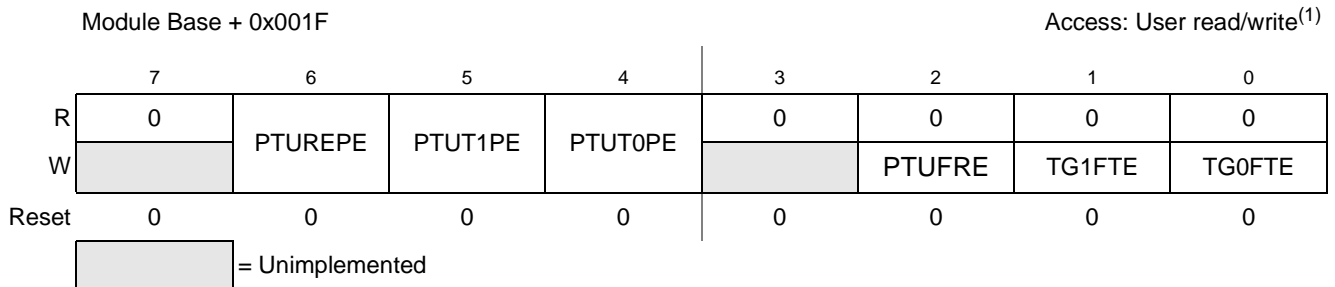 Module Base + 0x001F Access: User read/write(1)
7 6 5 4 3 2 1 0
R 0 PTUREPE PTUT1PE PTUT0PE 0 0 0 0
W PTUFRE TG1FTE TG0FTE
Reset 0 0 0 0 0 0 0 0
= Unimplemented